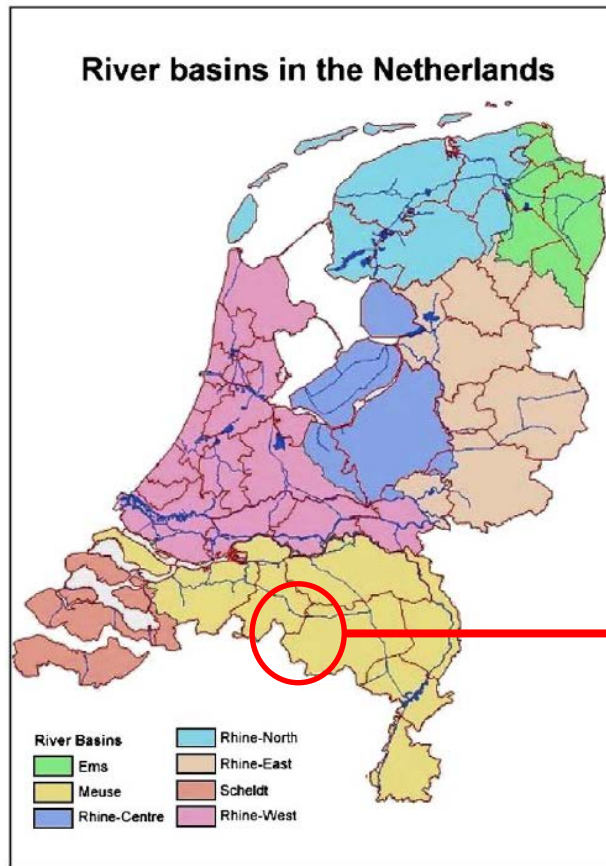 River basins in the Netherlands
River Basins
Ems
Meuse
Rhine-Centre
Rhine-North
Rhine-East
Scheldt
Rhine-West